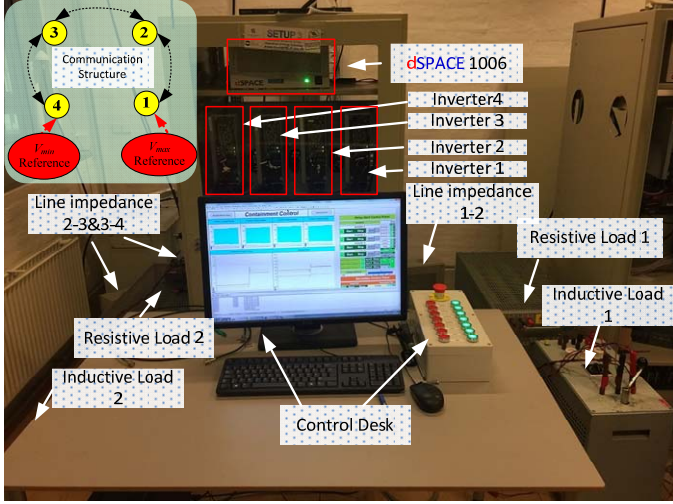 3
2
Communication
Structure
4
1
Vmin
Reference
Vmax
Reference
SETUP
dSPACE
dSPACE 1006
Inverter4
Inverter 3
Inverter 2
Inverter 1
Line impedance
1-2
Line impedance
2-3&3-4
Containment Control
Resistive Load 1
Inductive Load
1
Resistive Load 2
Inductive Load
2
Control Desk